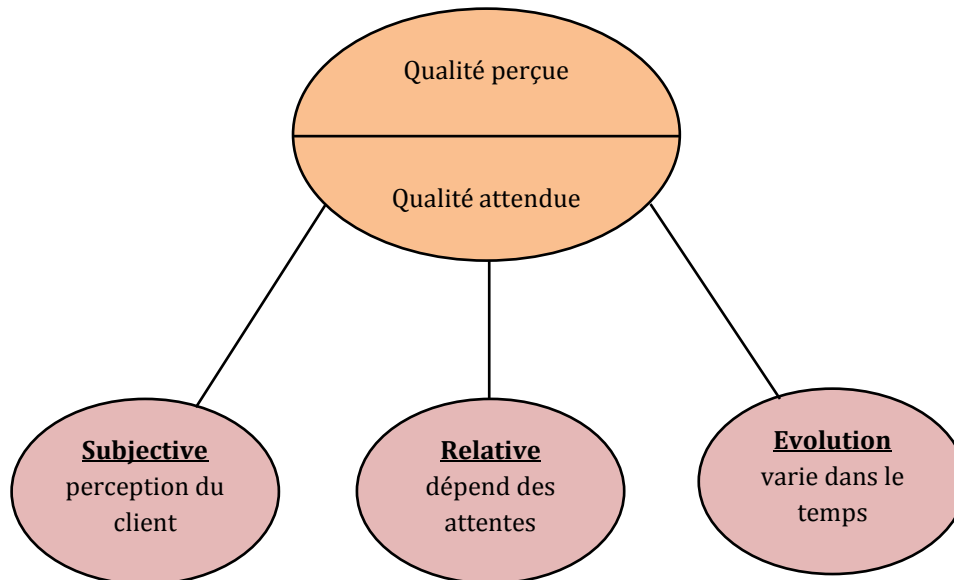 Qualité perçue
Qualité attendue
Subjective
perception du
client
Relative
dépend des
attentes
Evolution
varie dans le
temps